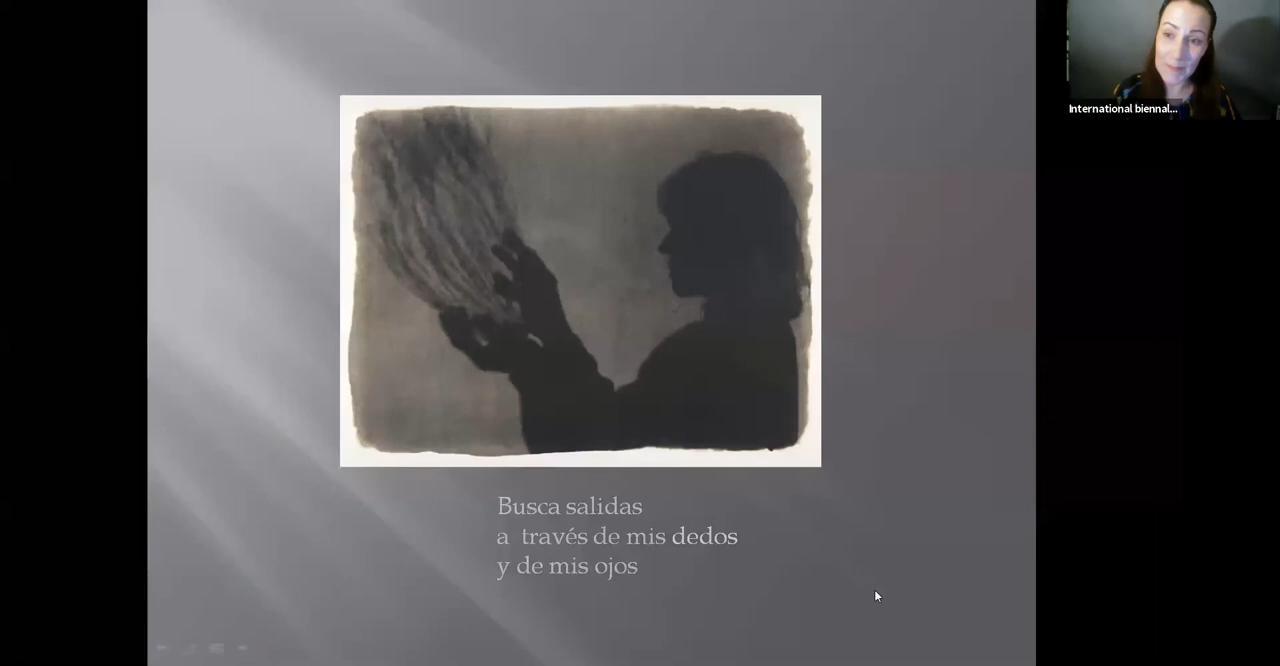 International biennal...
Busca salidas
a través de mis dedos
y de mis ojos